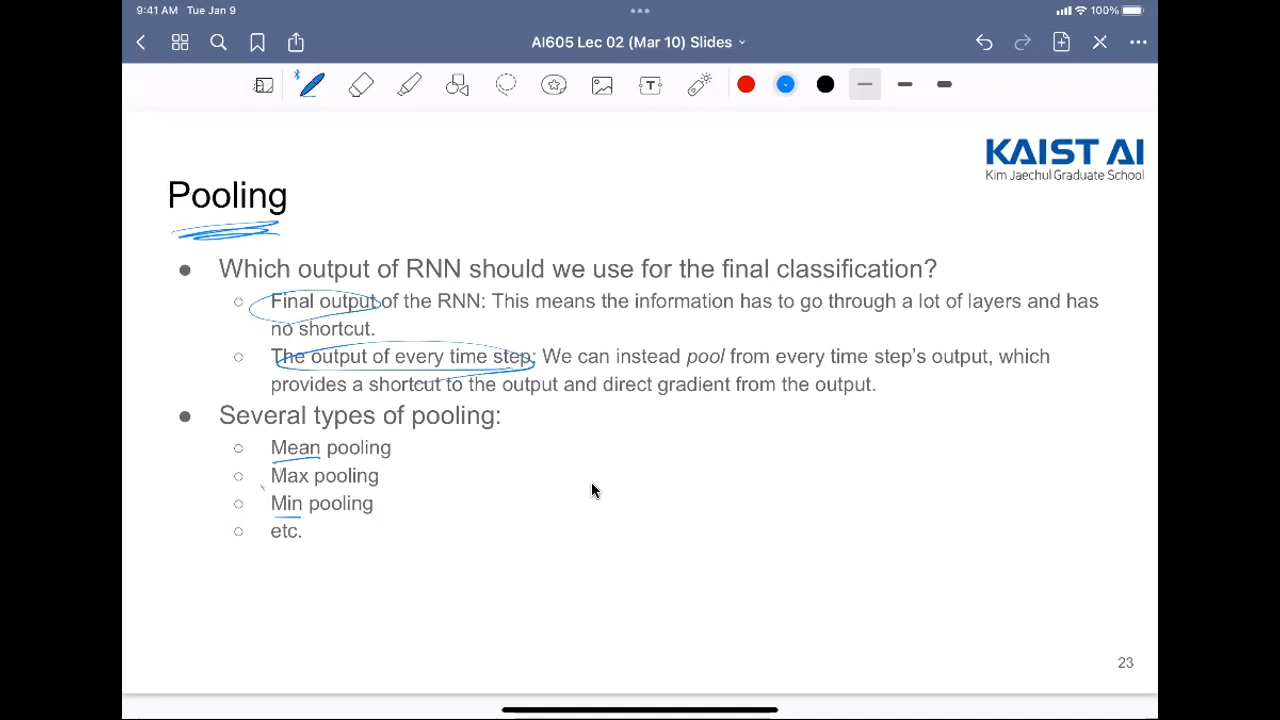 9:41 AM Tue Jan 9
100%
AI605 Lec 02 (Mar 10) Slides
T
KAIST AI
Kim Jaechul Graduate School
Pooling
● Which output of RNN should we use for the final classification?
○ Final output of the RNN: This means the information has to go through a lot of layers and has
no shortcut.
○ The output of every time step: We can instead pool from every time step's output, which
provides a shortcut to the output and direct gradient from the output.
● Several types of pooling:
○ Mean pooling
○ Max pooling
○ Min pooling
○ etc.
23